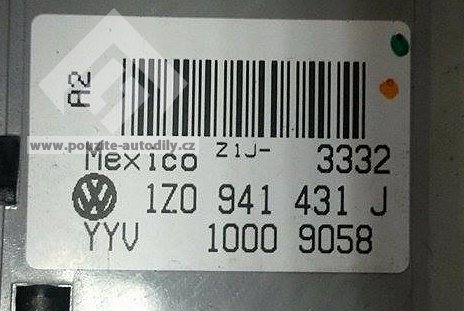 A2
www.pouzite-autodily.cz
Mexico Z1J- 3332
1Z0 941 431 J
YYV 1000 9058